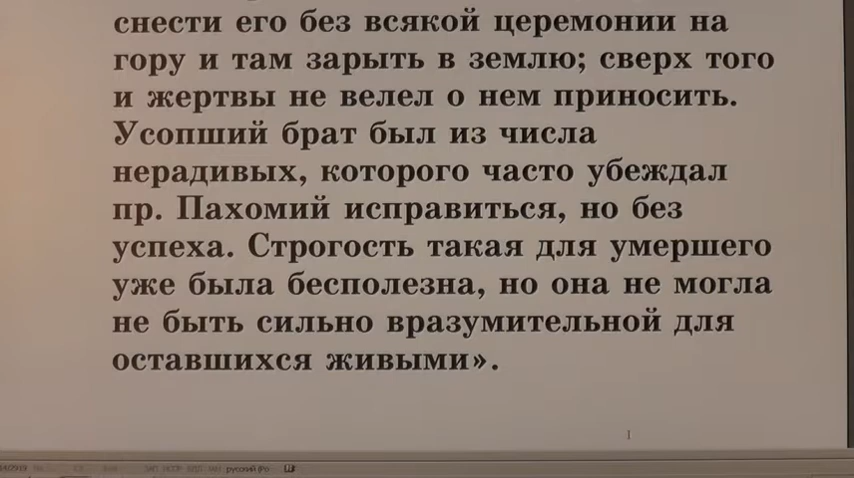 снести его без всякой церемонии на
гору и там зарыть в землю; сверх того
и жертвы не велел о нем приносить.
Усопший брат был из числа
нерадивых, которого часто убеждал
пр. Пахомий исправиться, но без
успеха. Строгость такая для умершего
уже была бесполезна, но она не могла
не быть сильно вразумительной для
оставшихся живыми».
русский (Ро